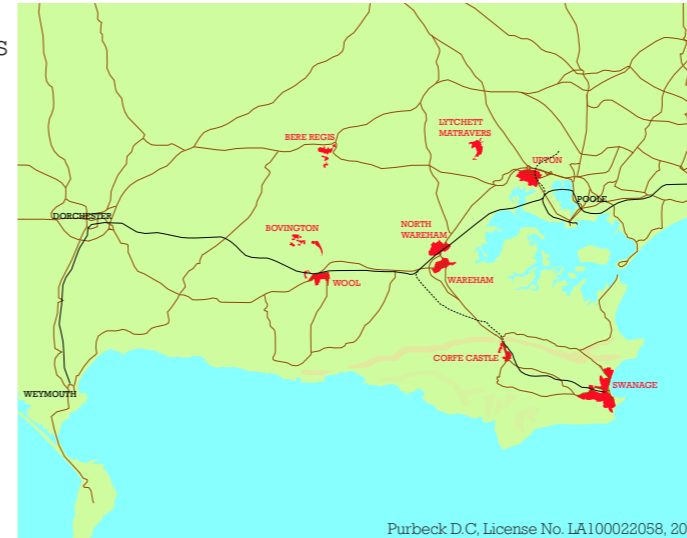 S
LYTCHETT
MATRAVERS
BERE REGIS
UPTON
POOLE
DORCHESTER
BOVINGTON
NORTH
WAREHAM
WOOL
WAREHAM
CORFE CASTLE
SWANAGE
WEYMOUTH
Purbeck D.C, License No. LA100022058, 20